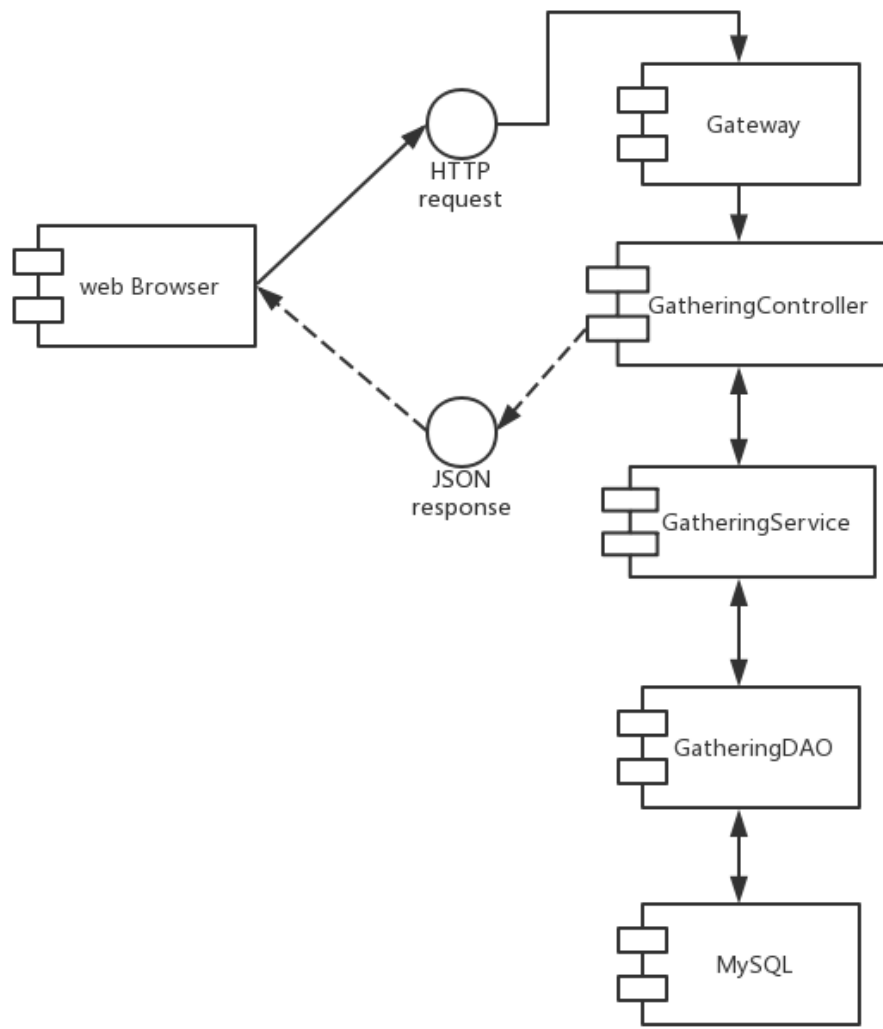 Gateway
HTTP
request
web Browser
GatheringController
JSON
response
GatheringService
GatheringDAO
MySQL